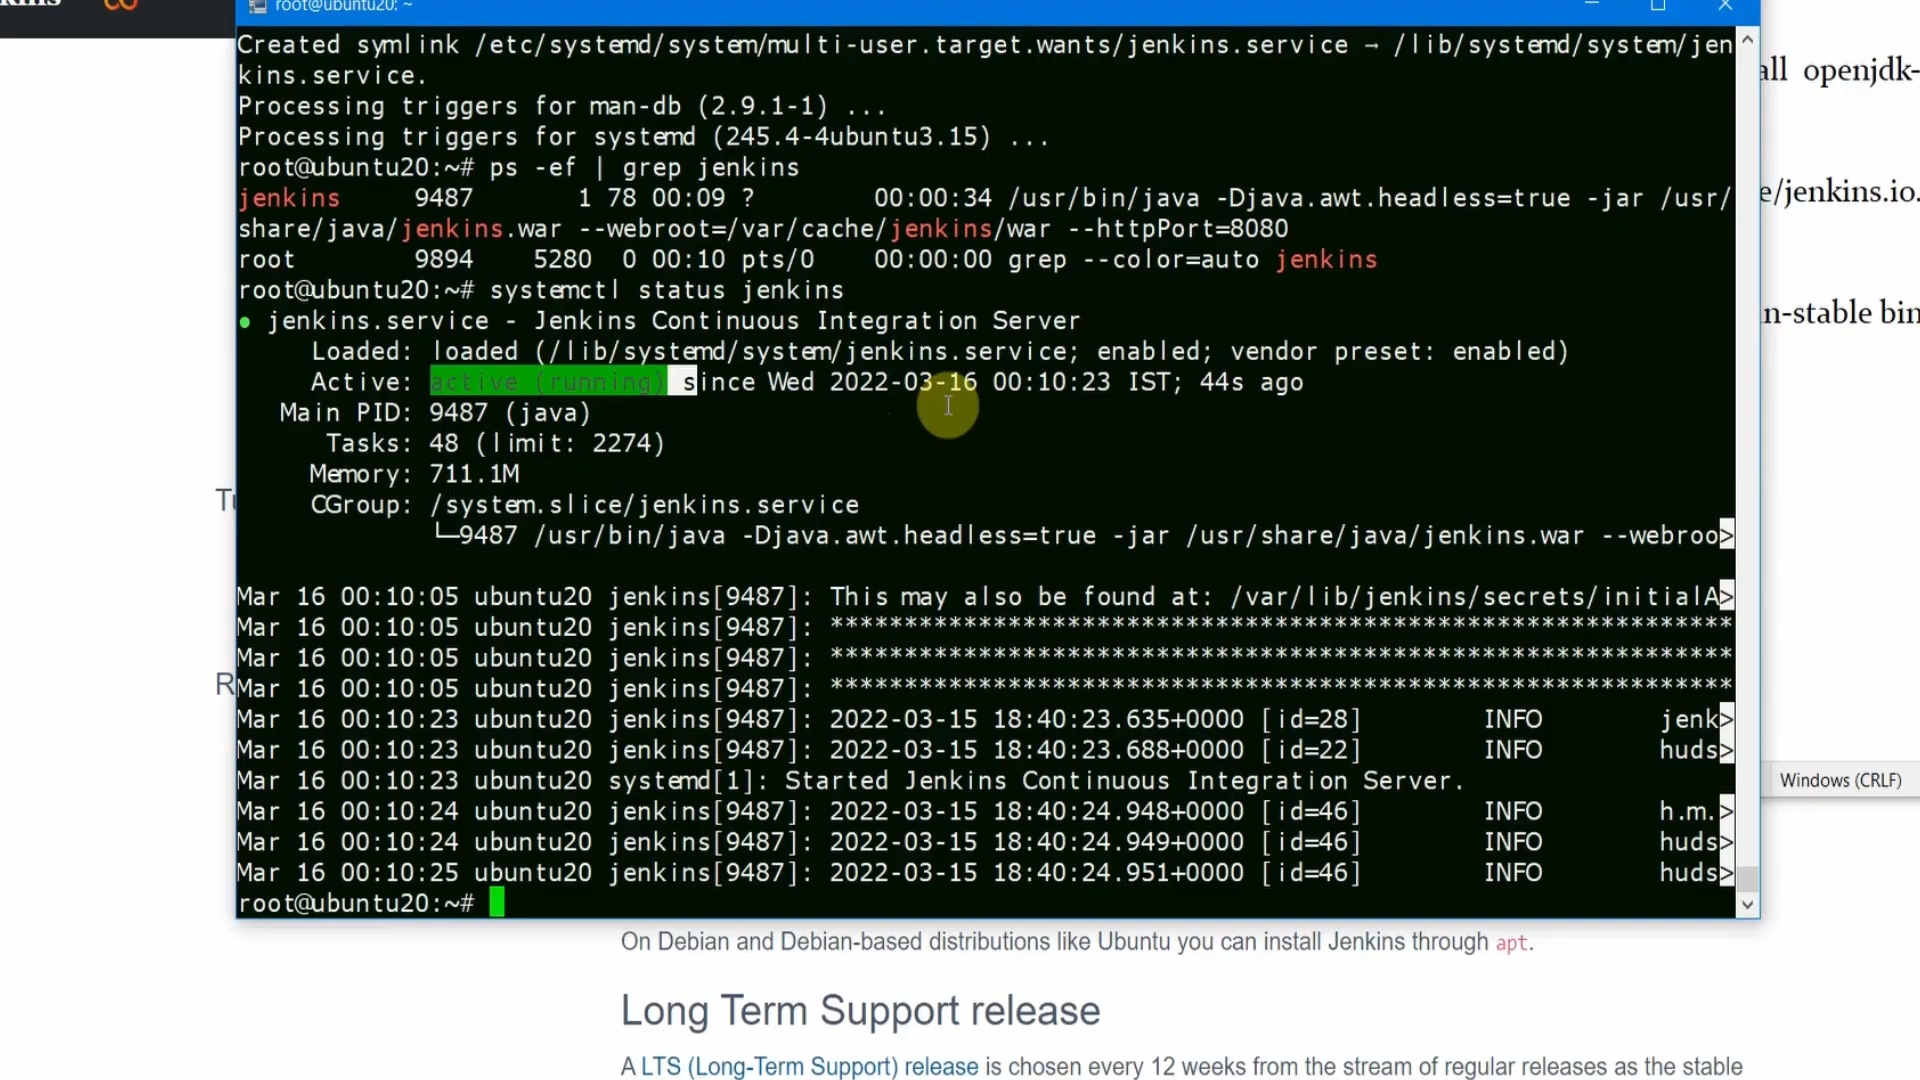 root@ubuntu20: ~
Created symlink /etc/systemd/system/multi-user.target.wants/jenkins.service → /lib/systemd/system/jen
kins.service.
Processing triggers for man-db (2.9.1-1) ...
Processing triggers for systemd (245.4-4ubuntu3.15) ...
root@ubuntu20:~# ps -ef | grep jenkins
jenkins 9487 1 78 00:09 ? 00:00:34 /usr/bin/java -Djava.awt.headless=true -jar /usr/
share/java/jenkins.war --webroot=/var/cache/jenkins/war --httpPort=8080
root 9894 5280 0 00:10 pts/0 00:00:00 grep --color=auto jenkins
root@ubuntu20:~# systemctl status jenkins
● jenkins.service - Jenkins Continuous Integration Server
Loaded: loaded (/lib/systemd/system/jenkins.service; enabled; vendor preset: enabled)
Active: active (running) since Wed 2022-03-16 00:10:23 IST; 44s ago
Main PID: 9487 (java)
Tasks: 48 (limit: 2274)
Memory: 711.1M
CGroup: /system.slice/jenkins.service
└─9487 /usr/bin/java -Djava.awt.headless=true -jar /usr/share/java/jenkins.war --webroo>
Mar 16 00:10:05 ubuntu20 jenkins[9487]: This may also be found at: /var/lib/jenkins/secrets/initialA>
Mar 16 00:10:05 ubuntu20 jenkins[9487]: *************************************************************
Mar 16 00:10:05 ubuntu20 jenkins[9487]: *************************************************************
Mar 16 00:10:05 ubuntu20 jenkins[9487]: *************************************************************
Mar 16 00:10:23 ubuntu20 jenkins[9487]: 2022-03-15 18:40:23.635+0000 [id=28] INFO jenk>
Mar 16 00:10:23 ubuntu20 jenkins[9487]: 2022-03-15 18:40:23.688+0000 [id=22] INFO huds>
Mar 16 00:10:23 ubuntu20 systemd[1]: Started Jenkins Continuous Integration Server.
Mar 16 00:10:24 ubuntu20 jenkins[9487]: 2022-03-15 18:40:24.948+0000 [id=46] INFO h.m.>
Mar 16 00:10:24 ubuntu20 jenkins[9487]: 2022-03-15 18:40:24.949+0000 [id=46] INFO huds>
Mar 16 00:10:25 ubuntu20 jenkins[9487]: 2022-03-15 18:40:24.951+0000 [id=46] INFO huds>
root@ubuntu20:~#
all openjdk-
e/jenkins.io.
n-stable bin
Tu
R
Windows (CRLF)
On Debian and Debian-based distributions like Ubuntu you can install Jenkins through apt.
Long Term Support release
A LTS (Long-Term Support) release is chosen every 12 weeks from the stream of regular releases as the stable